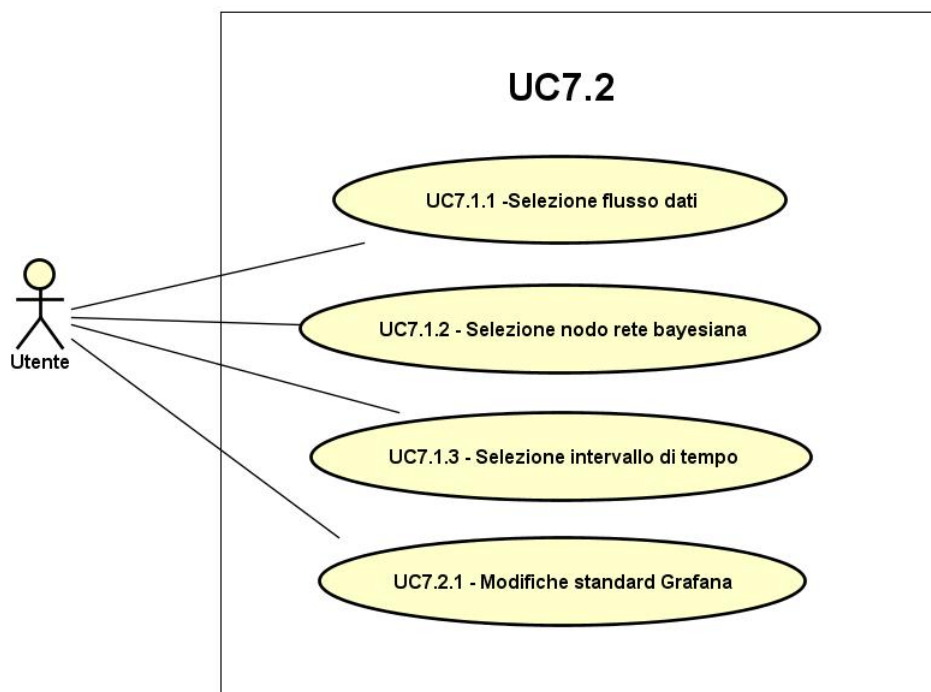 UC7.2
UC7.1.1 -Selezione flusso dati
UC7.1.2 - Selezione nodo rete bayesiana
Utente
UC7.1.3 - Selezione intervallo di tempo
UC7.2.1 - Modifiche standard Grafana